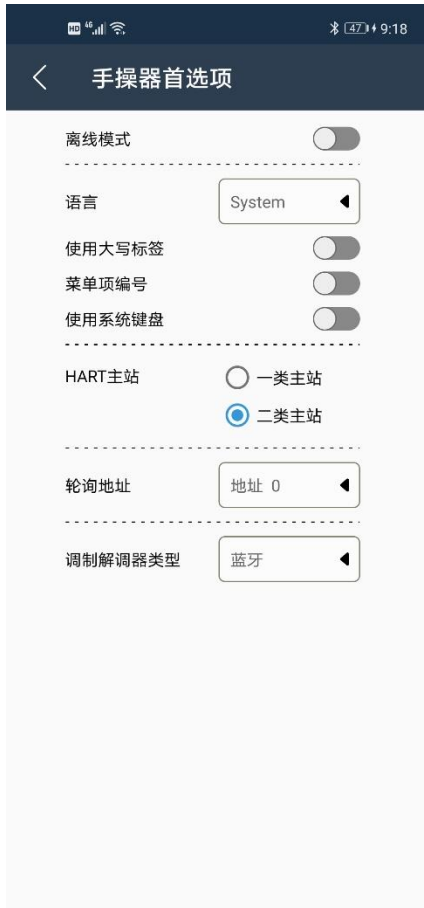 HD 4G 47 9:18
手操器首选项
离线模式
语言 System
使用大写标签
菜单项编号
使用系统键盘
HART主站 一类主站
二类主站
轮询地址 地址 0
调制解调器类型 蓝牙